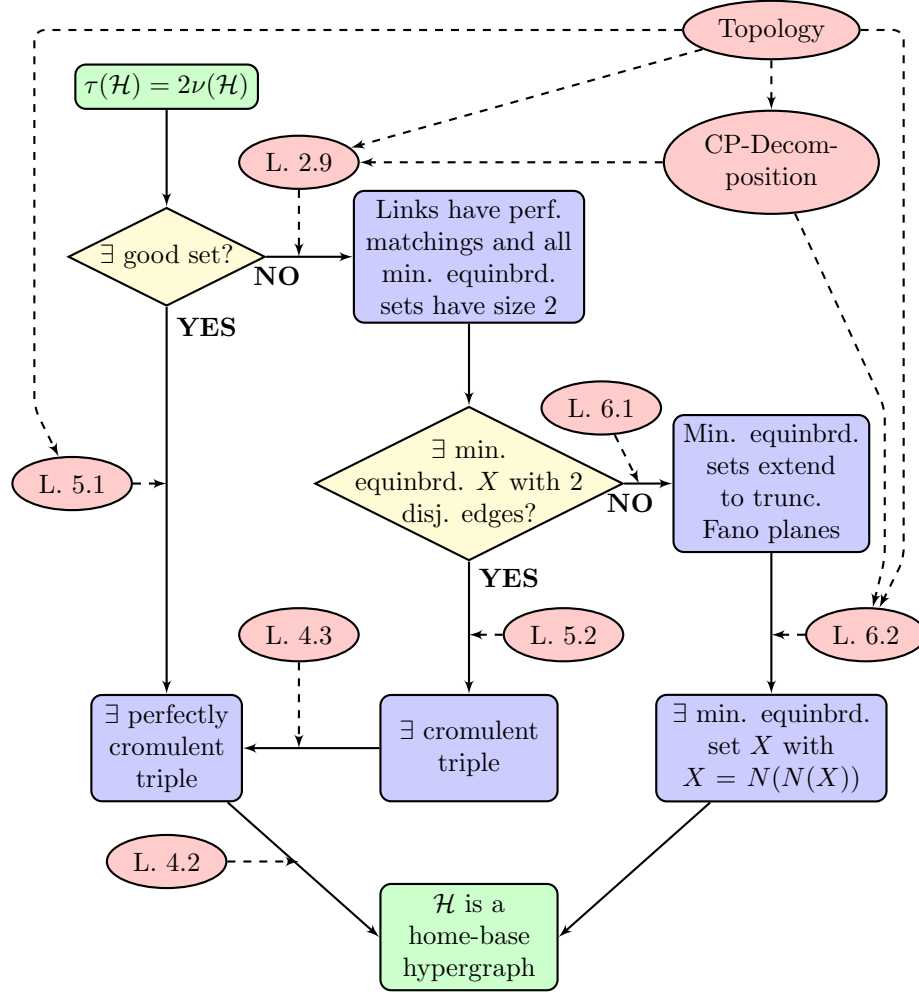 Topology
τ(ℋ) = 2ν(ℋ)
L. 2.9
CP-Decom-
position
∃ good set?
NO
YES
Links have perf.
matchings and all
min. equinbrd.
sets have size 2
L. 6.1
∃ min.
equinbrd. X with 2
disj. edges?
NO
YES
Min. equinbrd.
sets extend
to trunc.
Fano planes
L. 5.1
L. 4.3
L. 5.2
L. 6.2
∃ perfectly
cromulent
triple
∃ cromulent
triple
∃ min. equinbrd.
set X with
X = N(N(X))
L. 4.2
ℋ is a
home-base
hypergraph